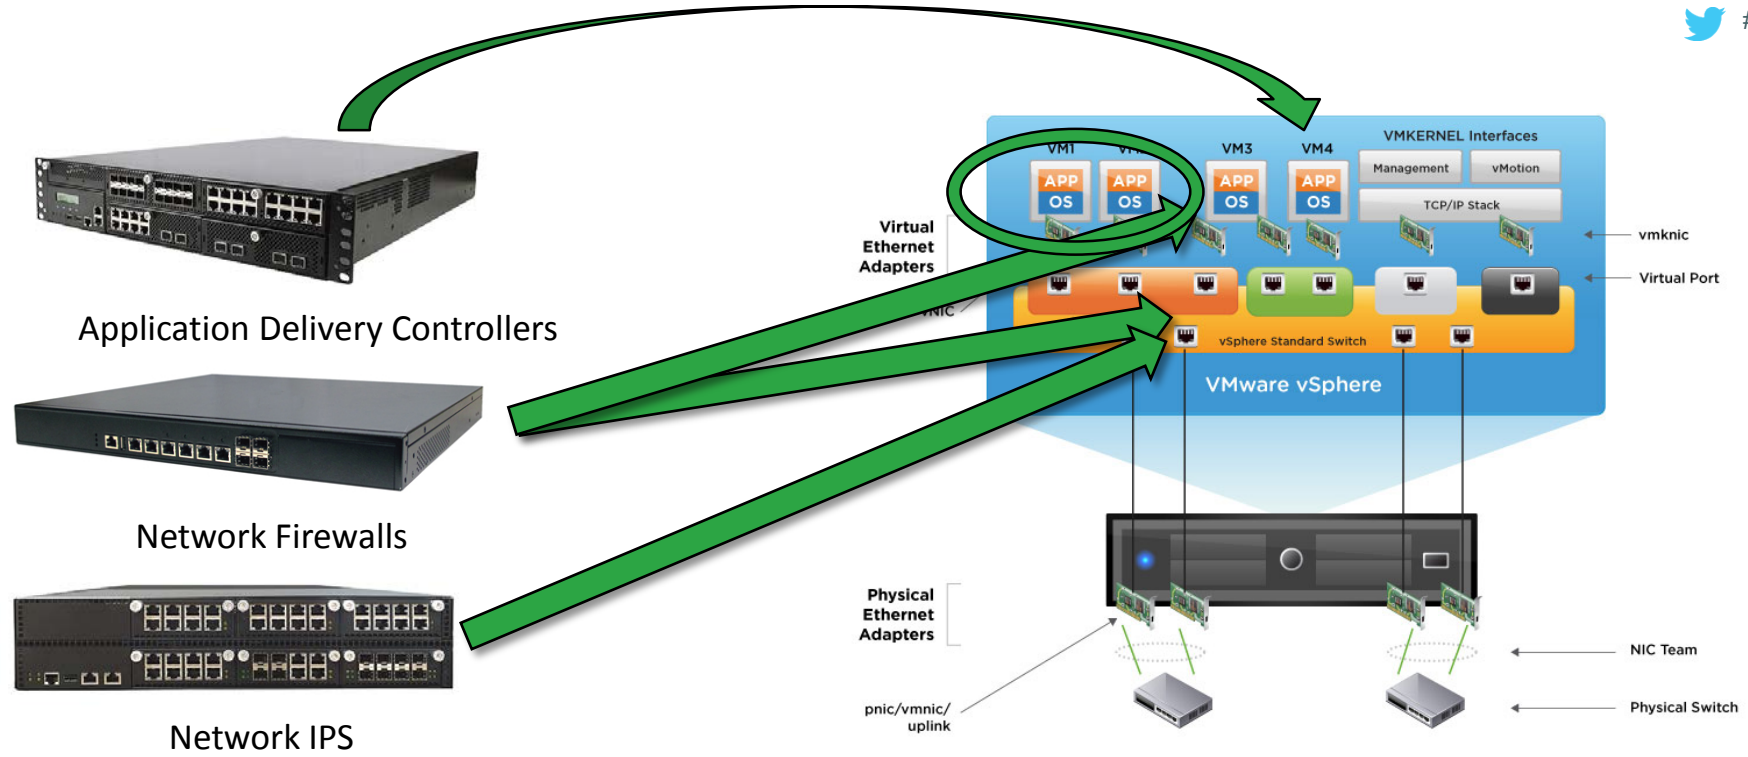 #
Application Delivery Controllers
Network Firewalls
Network IPS
VMKERNEL Interfaces
VM1
VM3
VM4
Management
vMotion
APP
OS
APP
OS
APP
OS
APP
OS
TCP/IP Stack
Virtual
Ethernet
Adapters
vmknic
Virtual Port
vSphere Standard Switch
VMware vSphere
Physical
Ethernet
Adapters
NIC Team
pnic/vmnic/
uplink
Physical Switch